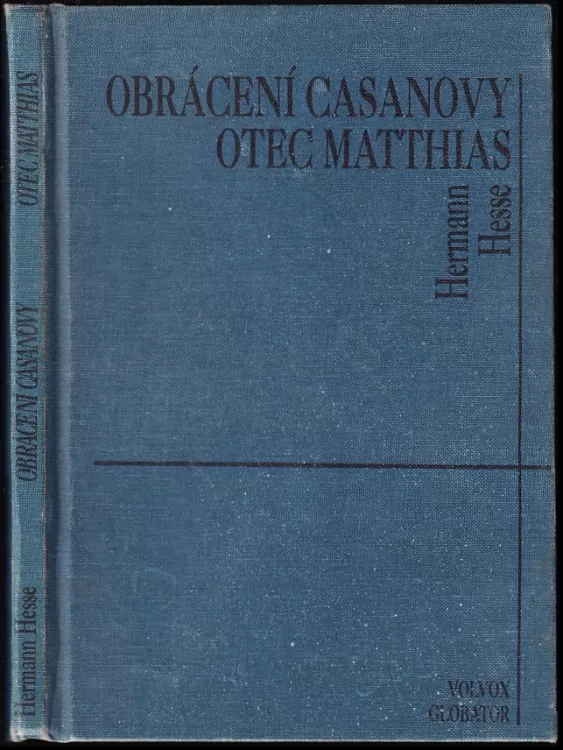 OBRÁCENÍ CASANOVY
OTEC MATTHIAS
Hermann
Hesse
VOLVOX
GLOBATOR
Hermann Hesse
OBRÁCENÍ CASANOVY
OTEC MATTHIAS